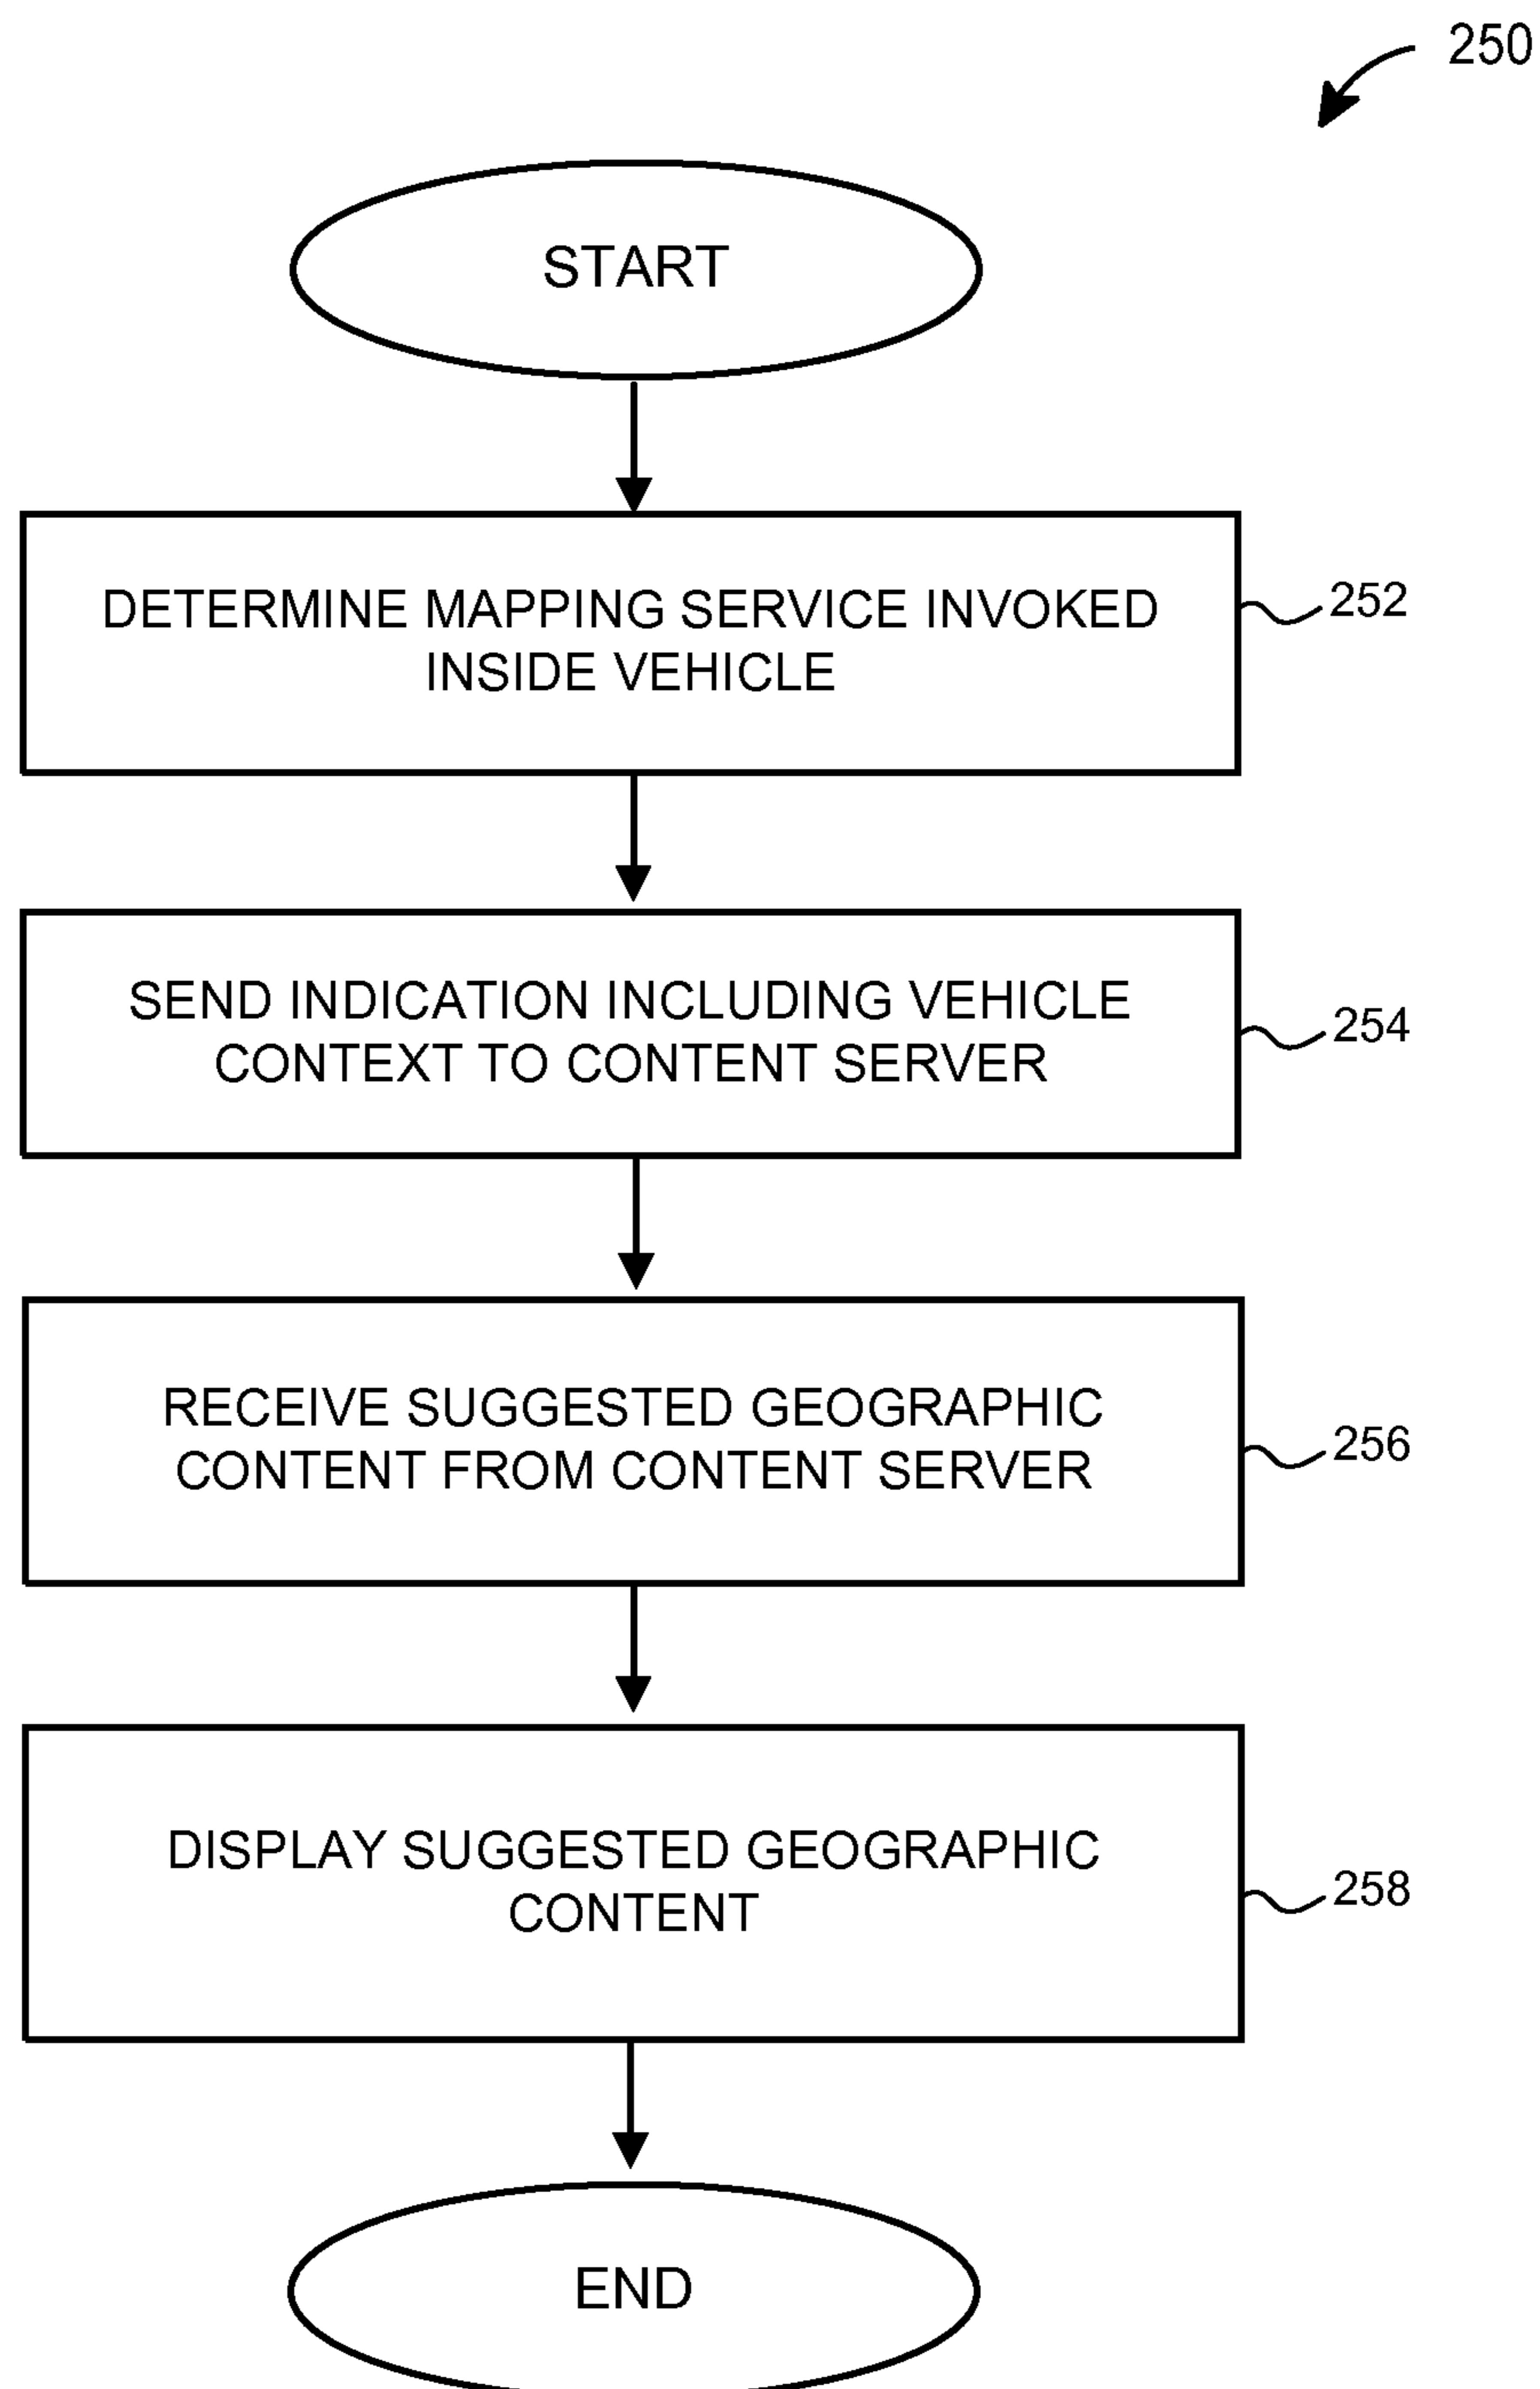 250
START
DETERMINE MAPPING SERVICE INVOKED
INSIDE VEHICLE
252
SEND INDICATION INCLUDING VEHICLE
CONTEXT TO CONTENT SERVER
254
RECEIVE SUGGESTED GEOGRAPHIC
CONTENT FROM CONTENT SERVER
256
DISPLAY SUGGESTED GEOGRAPHIC
CONTENT
258
END